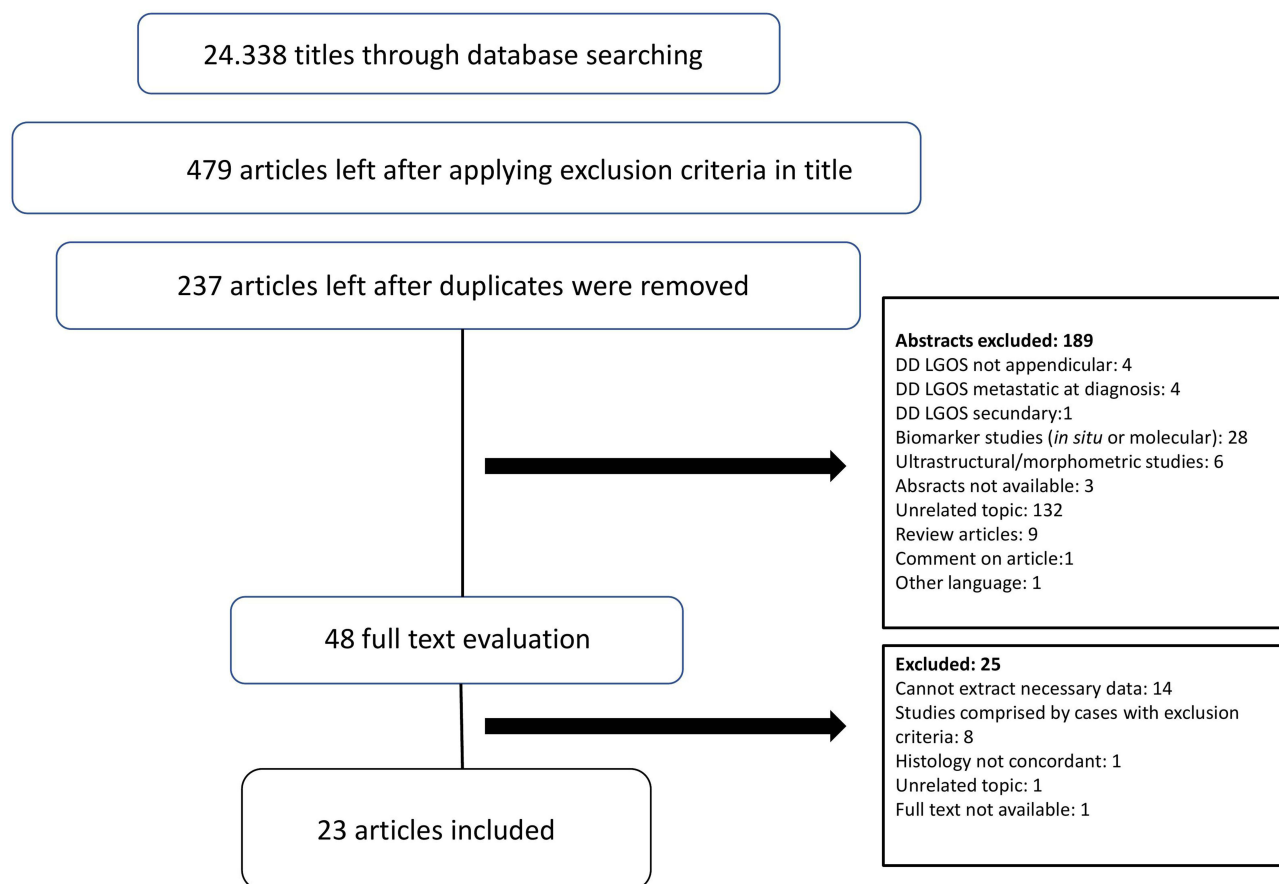 24.338 titles through database searching
479 articles left after applying exclusion criteria in title
237 articles left after duplicates were removed
Abstracts excluded: 189
DD LGOS not appendicular: 4
DD LGOS metastatic at diagnosis: 4
DD LGOS secundary:1
Biomarker studies (in situ or molecular): 28
Ultrastructural/morphometric studies: 6
Absracts not available: 3
Unrelated topic: 132
Review articles: 9
Comment on article:1
Other language: 1
48 full text evaluation
Excluded: 25
Cannot extract necessary data: 14
Studies comprised by cases with exclusion
criteria: 8
Histology not concordant: 1
Unrelated topic: 1
Full text not available: 1
23 articles included